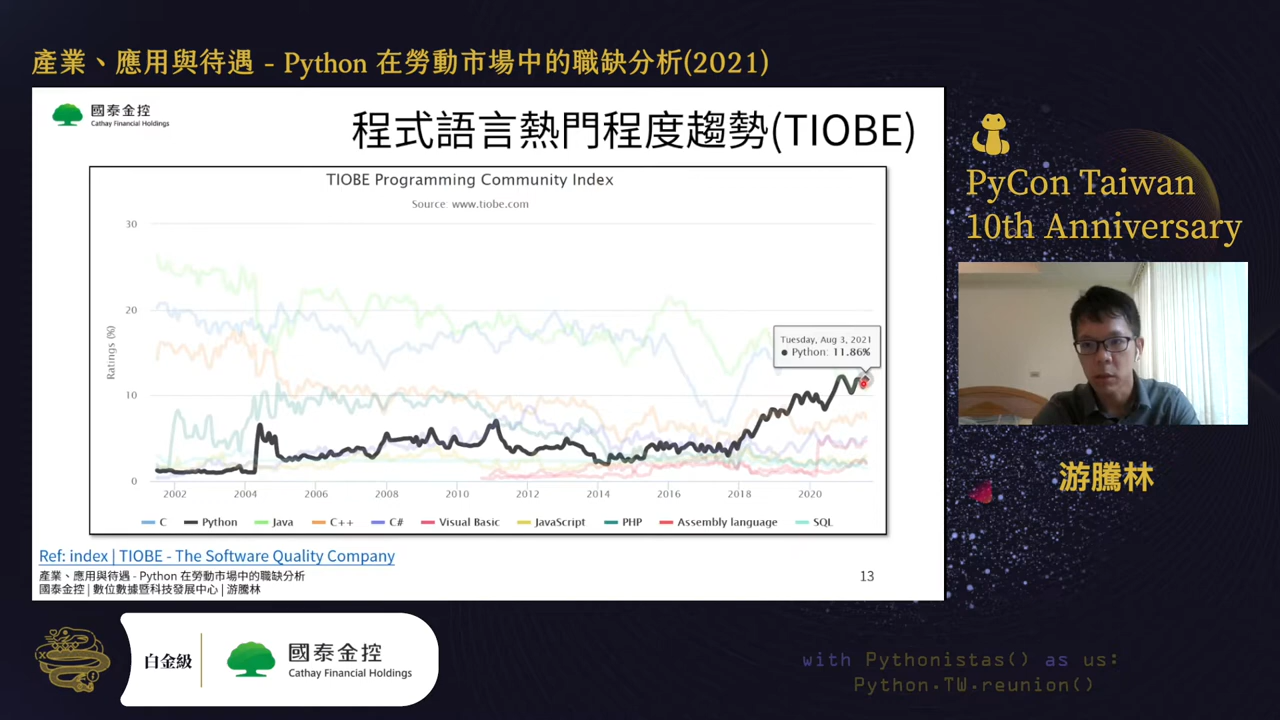 產業、應用與待遇 - Python 在勞動市場中的職缺分析(2021)
國泰金控
Cathay Financial Holdings
程式語言熱門程度趨勢(TIOBE)
TIOBE Programming Community Index
Source: www.tiobe.com
Ratings (%)
30
20
10
0
Tuesday, Aug 3, 2021
Python: 11.86%
2002 2004 2006 2008 2010 2012 2014 2016 2018 2020
C Python Java C++ C# Visual Basic JavaScript PHP Assembly language SQL
Ref: index | TIOBE - The Software Quality Company
產業、應用與待遇 - Python 在勞動市場中的職缺分析
國泰金控 | 數位數據暨科技發展中心 | 游騰林
13
PyCon Taiwan
10th Anniversary
游騰林
白金級
國泰金控
Cathay Financial Holdings
with Pythonistas() as us:
Python.TW.reunion()